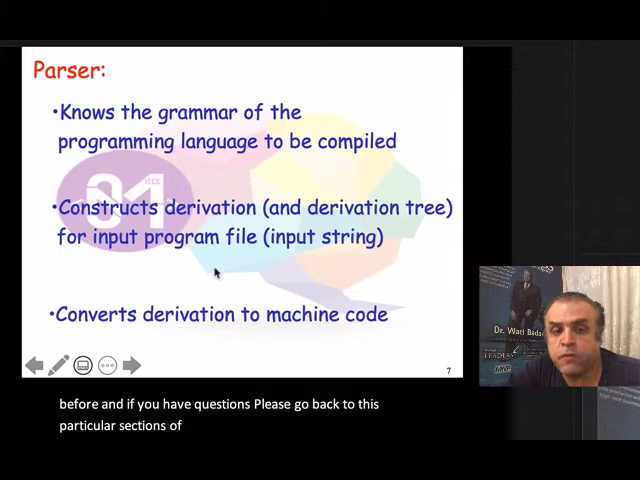 Parser:
•Knows the grammar of the
programming language to be compiled
•Constructs derivation (and derivation tree)
for input program file (input string)
•Converts derivation to machine code
7
Dr. Wael Badawy
LEADERS
MVP
before and if you have questions Please go back to this
particular sections of